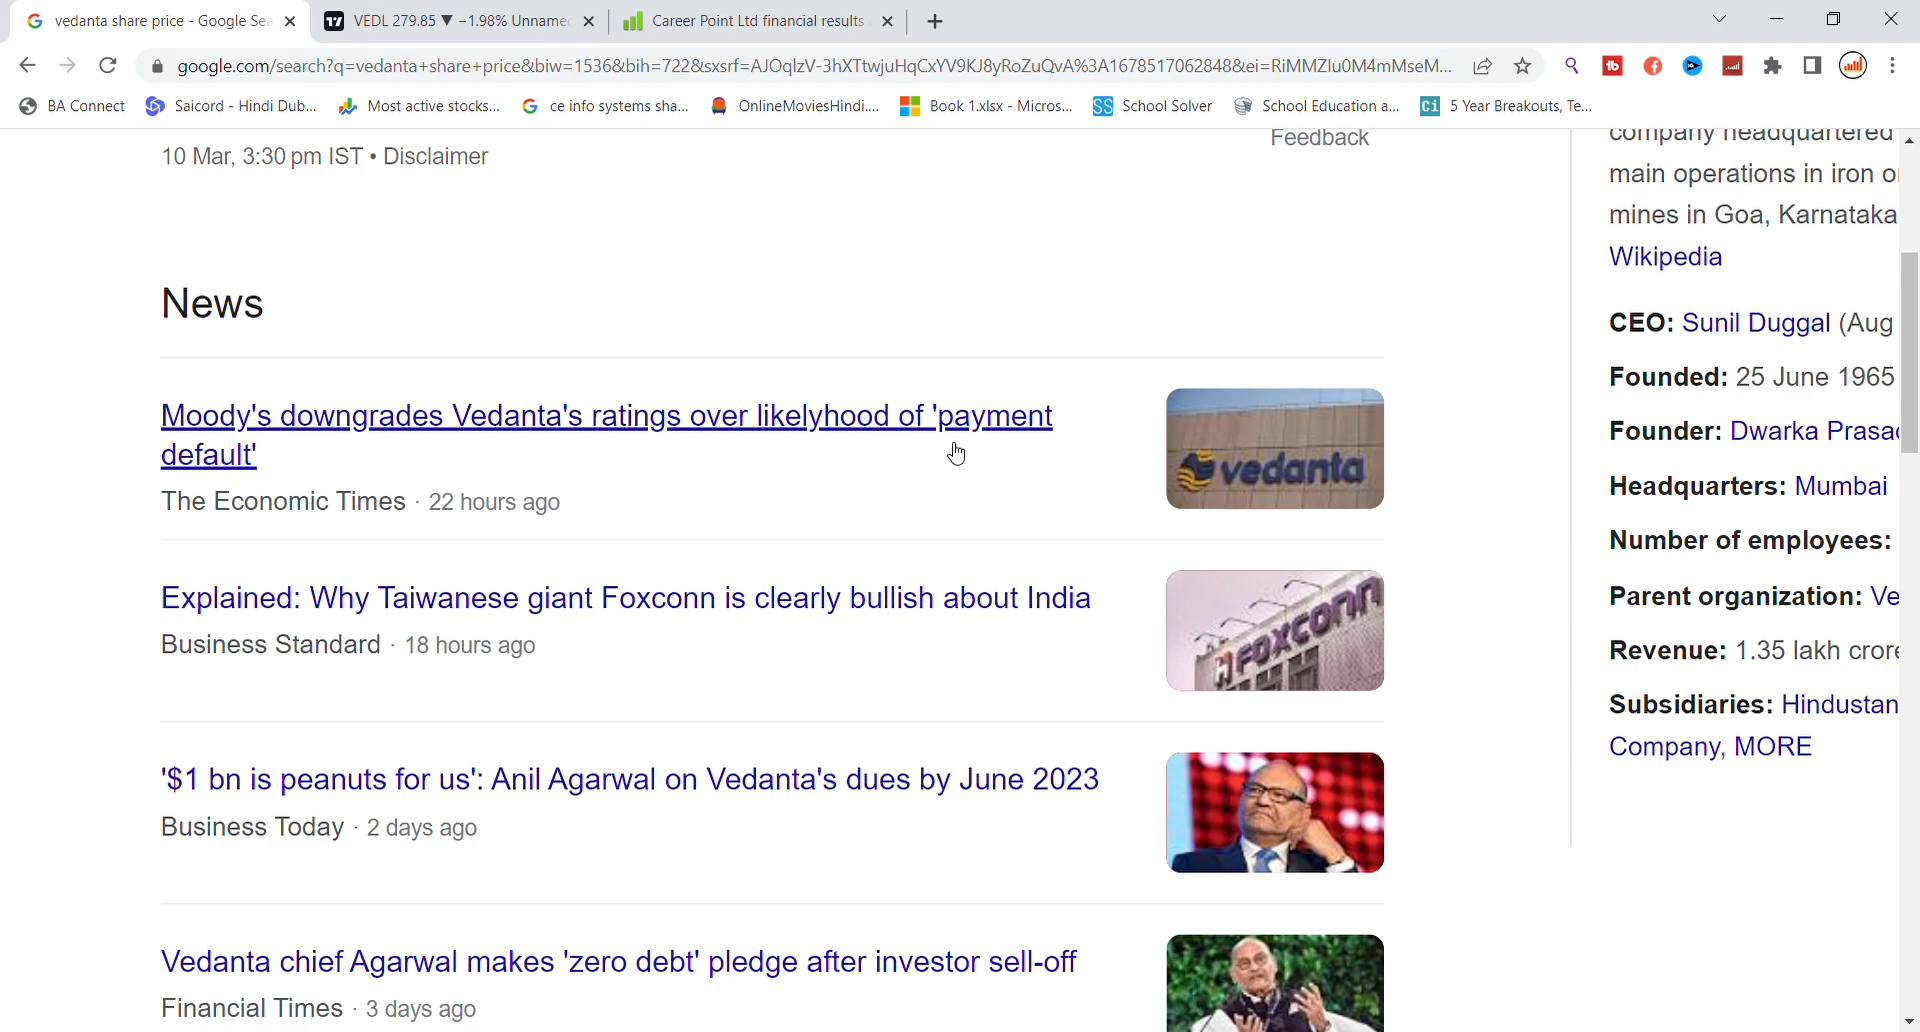 vedanta share price - Google Sea
VEDL 279.85 ▼ −1.98% Unname
Career Point Ltd financial results
google.com/search?q=vedanta+share+price&biw=1536&bih=722&sxsrf=AJOqlzV-3hXTtwjuHqCxYV9KJ8yRoZuQvA%3A1678517062848&ei=RiMMZIu0M4mMseM...
BA Connect
Saicord - Hindi Dub...
Most active stocks...
ce info systems sha...
OnlineMoviesHindi....
Book 1.xlsx - Micros...
SS School Solver
School Education a...
Ci 5 Year Breakouts, Te...
10 Mar, 3:30 pm IST • Disclaimer
Feedback
News
Moody's downgrades Vedanta's ratings over likelyhood of 'payment
default'
The Economic Times · 22 hours ago
vedanta
Explained: Why Taiwanese giant Foxconn is clearly bullish about India
Business Standard · 18 hours ago
FOXCONN
'$1 bn is peanuts for us': Anil Agarwal on Vedanta's dues by June 2023
Business Today · 2 days ago
Vedanta chief Agarwal makes 'zero debt' pledge after investor sell-off
Financial Times · 3 days ago
company headquartered
main operations in iron o
mines in Goa, Karnataka
Wikipedia
CEO: Sunil Duggal (Aug
Founded: 25 June 1965
Founder: Dwarka Prasa
Headquarters: Mumbai
Number of employees:
Parent organization: Ve
Revenue: 1.35 lakh crore
Subsidiaries: Hindustan
Company, MORE